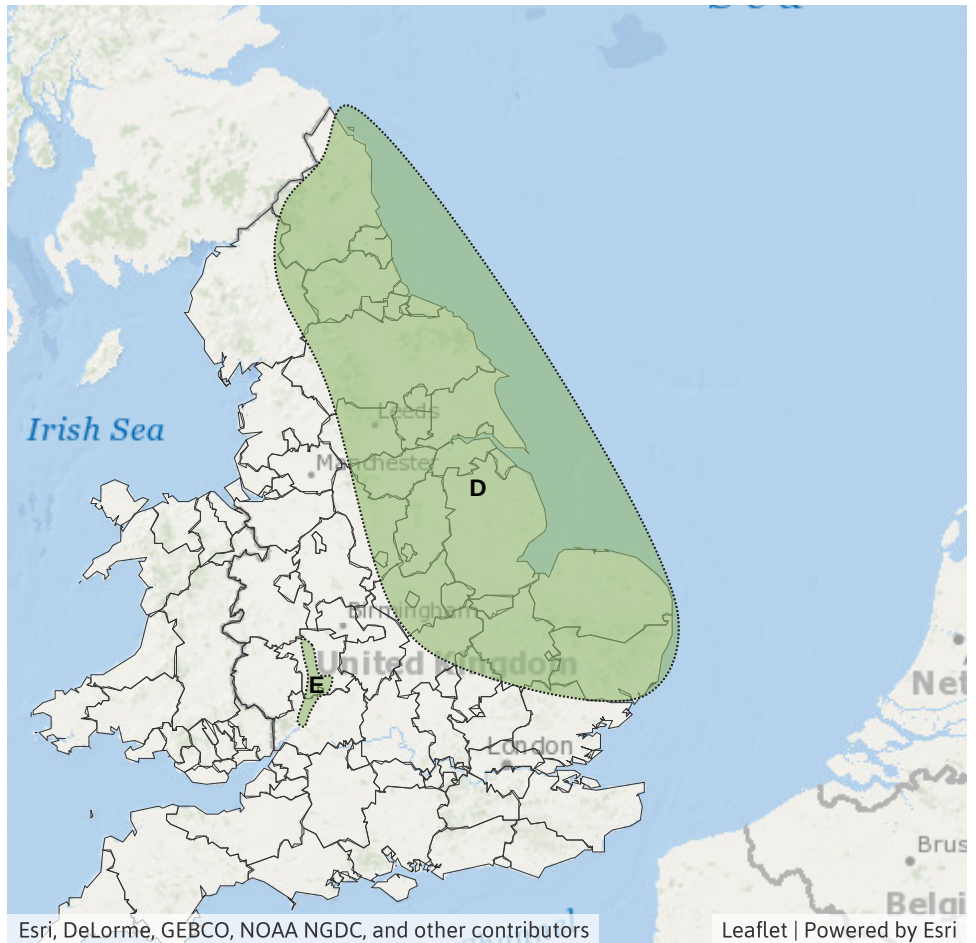 Sea
Irish Sea
Leeds
Manchester
D
Birmingham
United Kingdom
E
Net
London
Brus
Belgi
Esri, DeLorme, GEBCO, NOAA NGDC, and other contributors
Leaflet | Powered by Esri